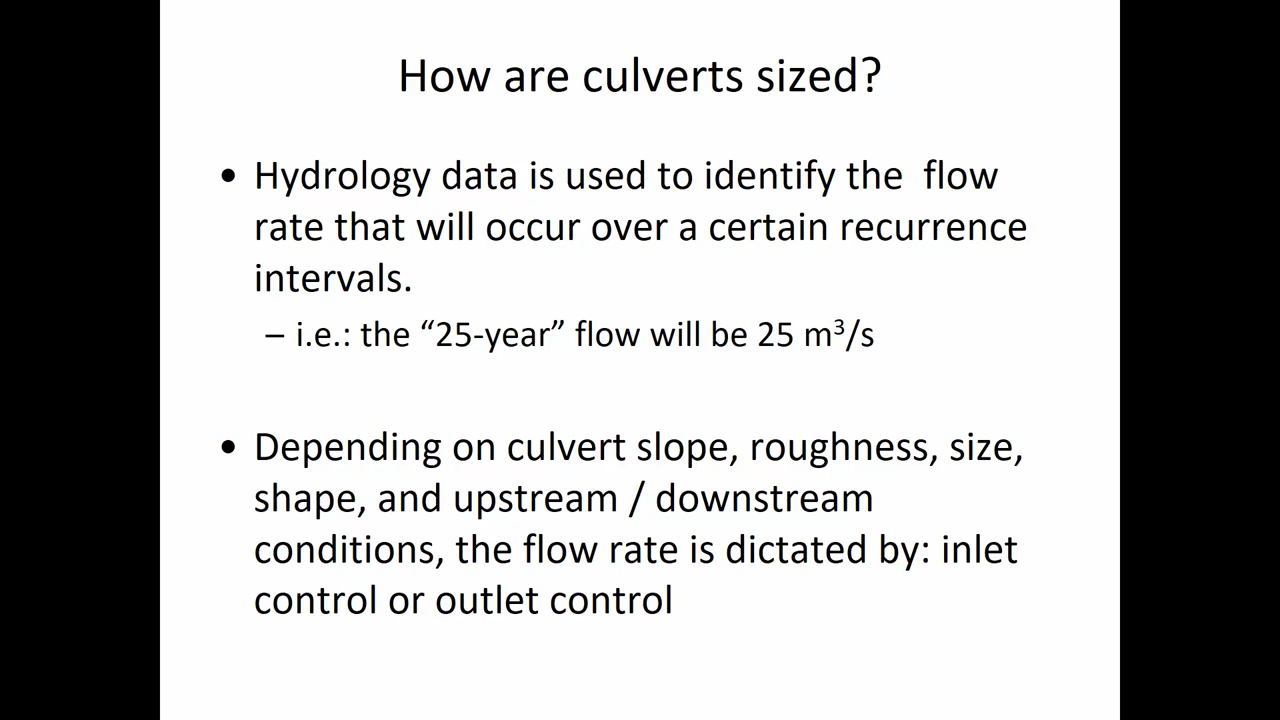 How are culverts sized?
• Hydrology data is used to identify the  flow
rate that will occur over a certain recurrence
intervals.
– i.e.: the “25-year” flow will be 25 m³/s
• Depending on culvert slope, roughness, size,
shape, and upstream / downstream
conditions, the flow rate is dictated by: inlet
control or outlet control